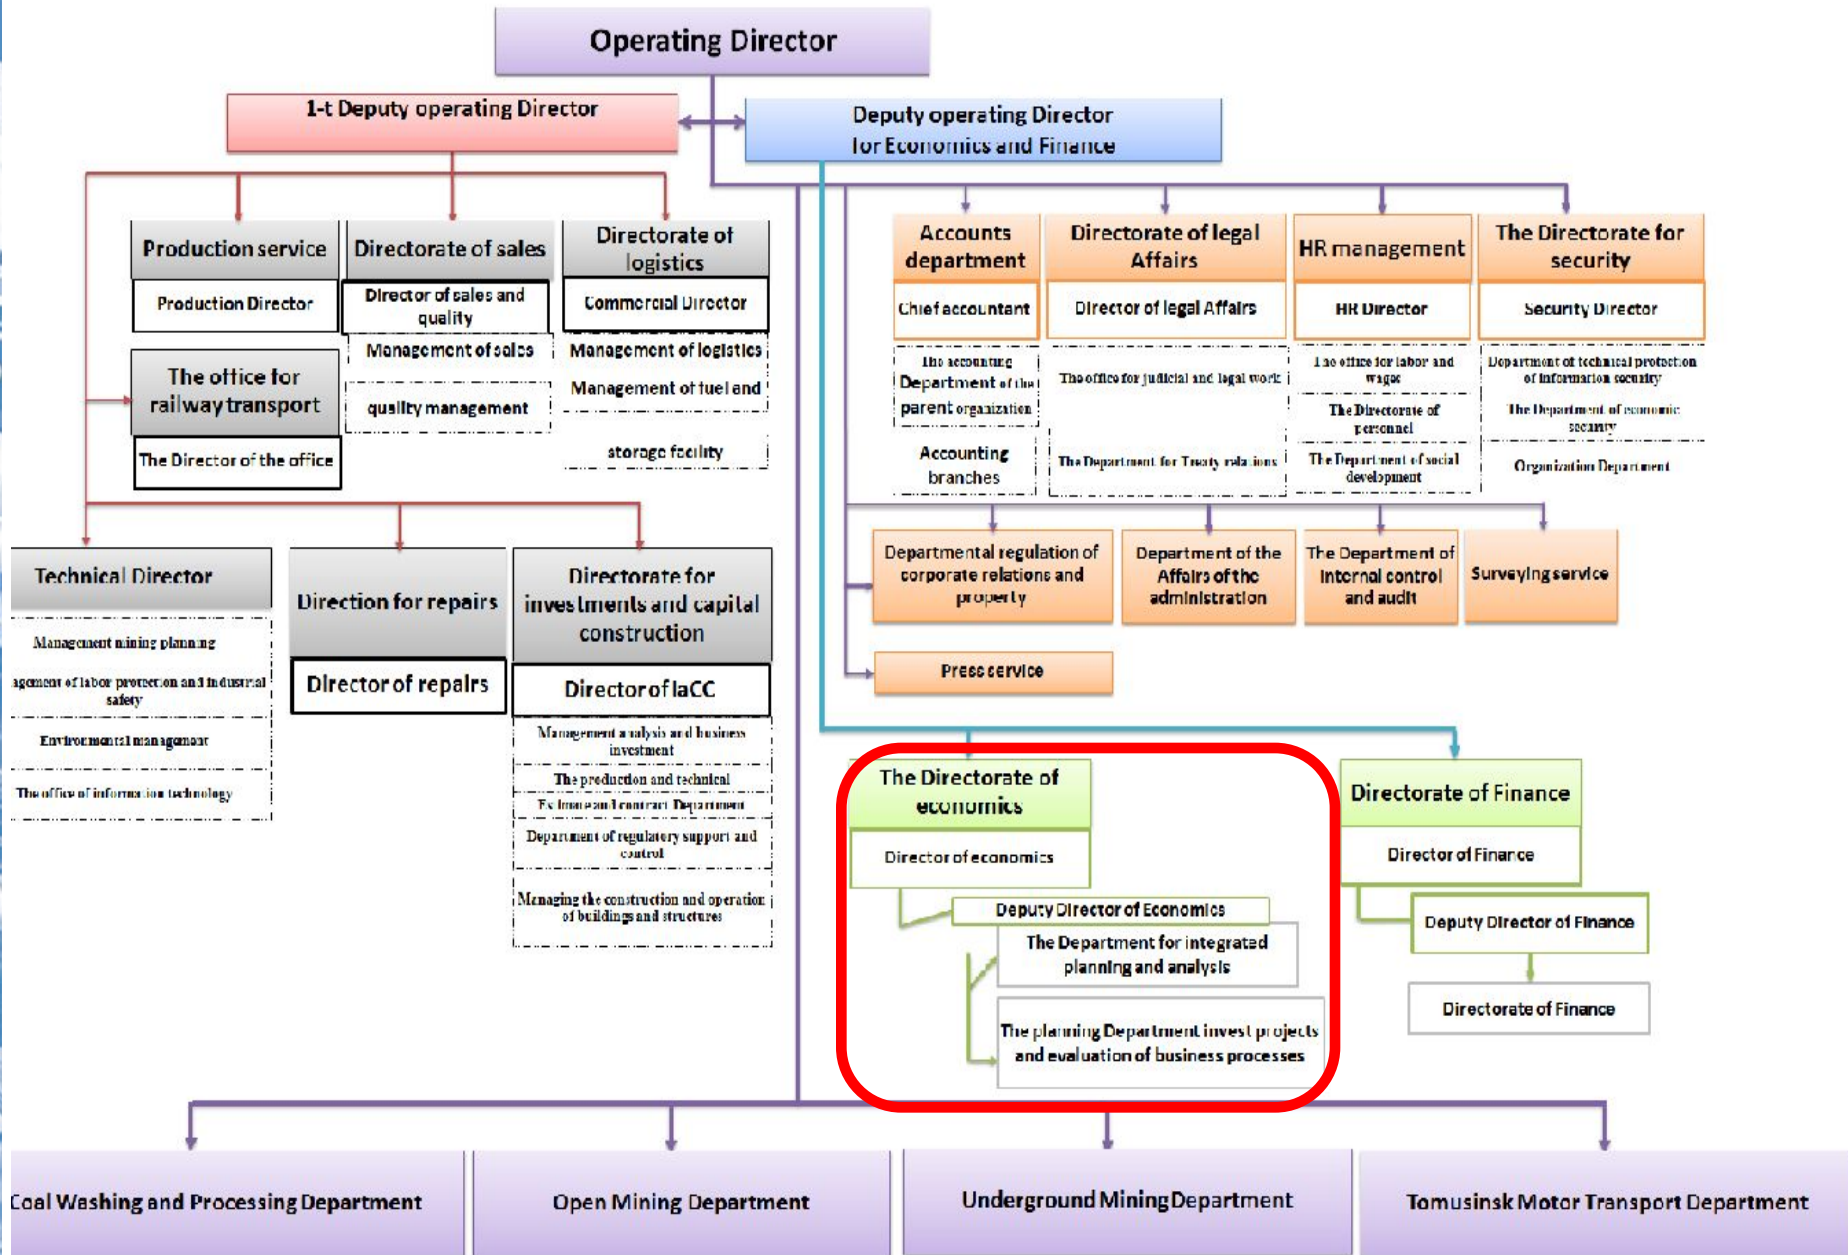 Operating Director
1-t Deputy operating Director
Deputy operating Director
for Economics and Finance
Production service
Production Director
Directorate of sales
Director of sales and
quality
Management of sales
quality management
Directorate of
logistics
Commercial Director
Management of logistics
Management of fuel and
storage facility
The office for
railway transport
The Director of the office
Accounts
department
Chief accountant
The accounting
Department of the
parent organization
Accounting
branches
Directorate of legal
Affairs
Director of legal Affairs
The office for judicial and legal work
The Department for Treaty relations
HR management
HR Director
The office for labor and
wages
The Directorate of
personnel
The Department of social
development
The Directorate for
security
Security Director
Department of technical protection
of information security
The Department of economic
security
Organization Department
Technical Director
Management mining planning
agement of labor protection and industrial
safety
Environmental management
The office of information technology
Direction for repairs
Director of repairs
Directorate for
investments and capital
construction
Director of IaCC
Management analysis and business
investment
The production and technical
Estimate and contract Department
Department of regulatory support and
control
Managing the construction and operation
of buildings and structures
Departmental regulation of
corporate relations and
property
Department of the
Affairs of the
administration
The Department of
internal control
and audit
Surveying service
Press service
The Directorate of
economics
Director of economics
Deputy Director of Economics
The Department for integrated
planning and analysis
The planning Department invest projects
and evaluation of business processes
Directorate of Finance
Director of Finance
Deputy Director of Finance
Directorate of Finance
Coal Washing and Processing Department
Open Mining Department
Underground Mining Department
Tomusinsk Motor Transport Department